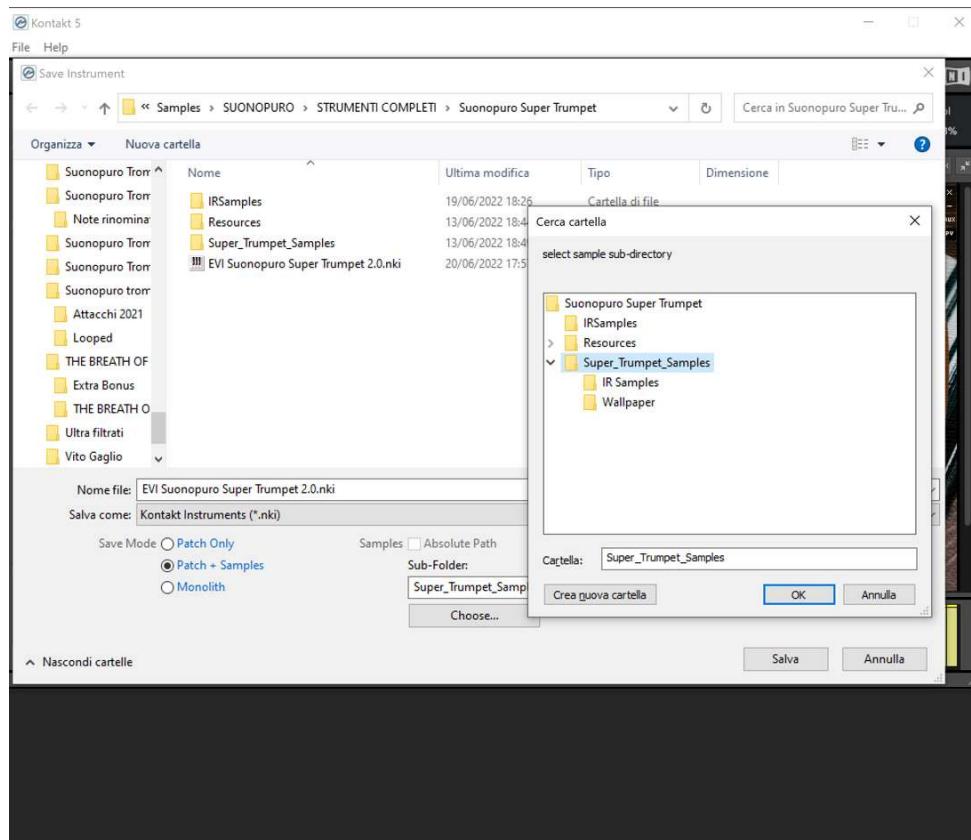 Kontakt 5
File Help
Save Instrument
« Samples › SUONOPURO › STRUMENTI COMPLETI › Suonopuro Super Trumpet
Cerca in Suonopuro Super Tru...
Organizza Nuova cartella
Nome Ultima modifica Tipo Dimensione
Suonopuro Trom
Suonopuro Trom
Note rinomina
Suonopuro Trom
Suonopuro Trom
Suonopuro trom
Attacchi 2021
Looped
THE BREATH OF
Extra Bonus
THE BREATH O
Ultra filtrati
Vito Gaglio
IRSamples 19/06/2022 18:26 Cartella di file
Resources 13/06/2022 18:4
Super_Trumpet_Samples 13/06/2022 18:4
EVI Suonopuro Super Trumpet 2.0.nki 20/06/2022 17:5
Nome file: EVI Suonopuro Super Trumpet 2.0.nki
Salva come: Kontakt Instruments (*.nki)
Save Mode Patch Only
Patch + Samples
Monolith
Samples Absolute Path
Sub-Folder:
Super_Trumpet_Samp
Choose...
Nascondi cartelle
Salva Annulla
Cerca cartella
select sample sub-directory
Suonopuro Super Trumpet
IRSamples
Resources
Super_Trumpet_Samples
IR Samples
Wallpaper
Cartella: Super_Trumpet_Samples
Crea nuova cartella OK Annulla